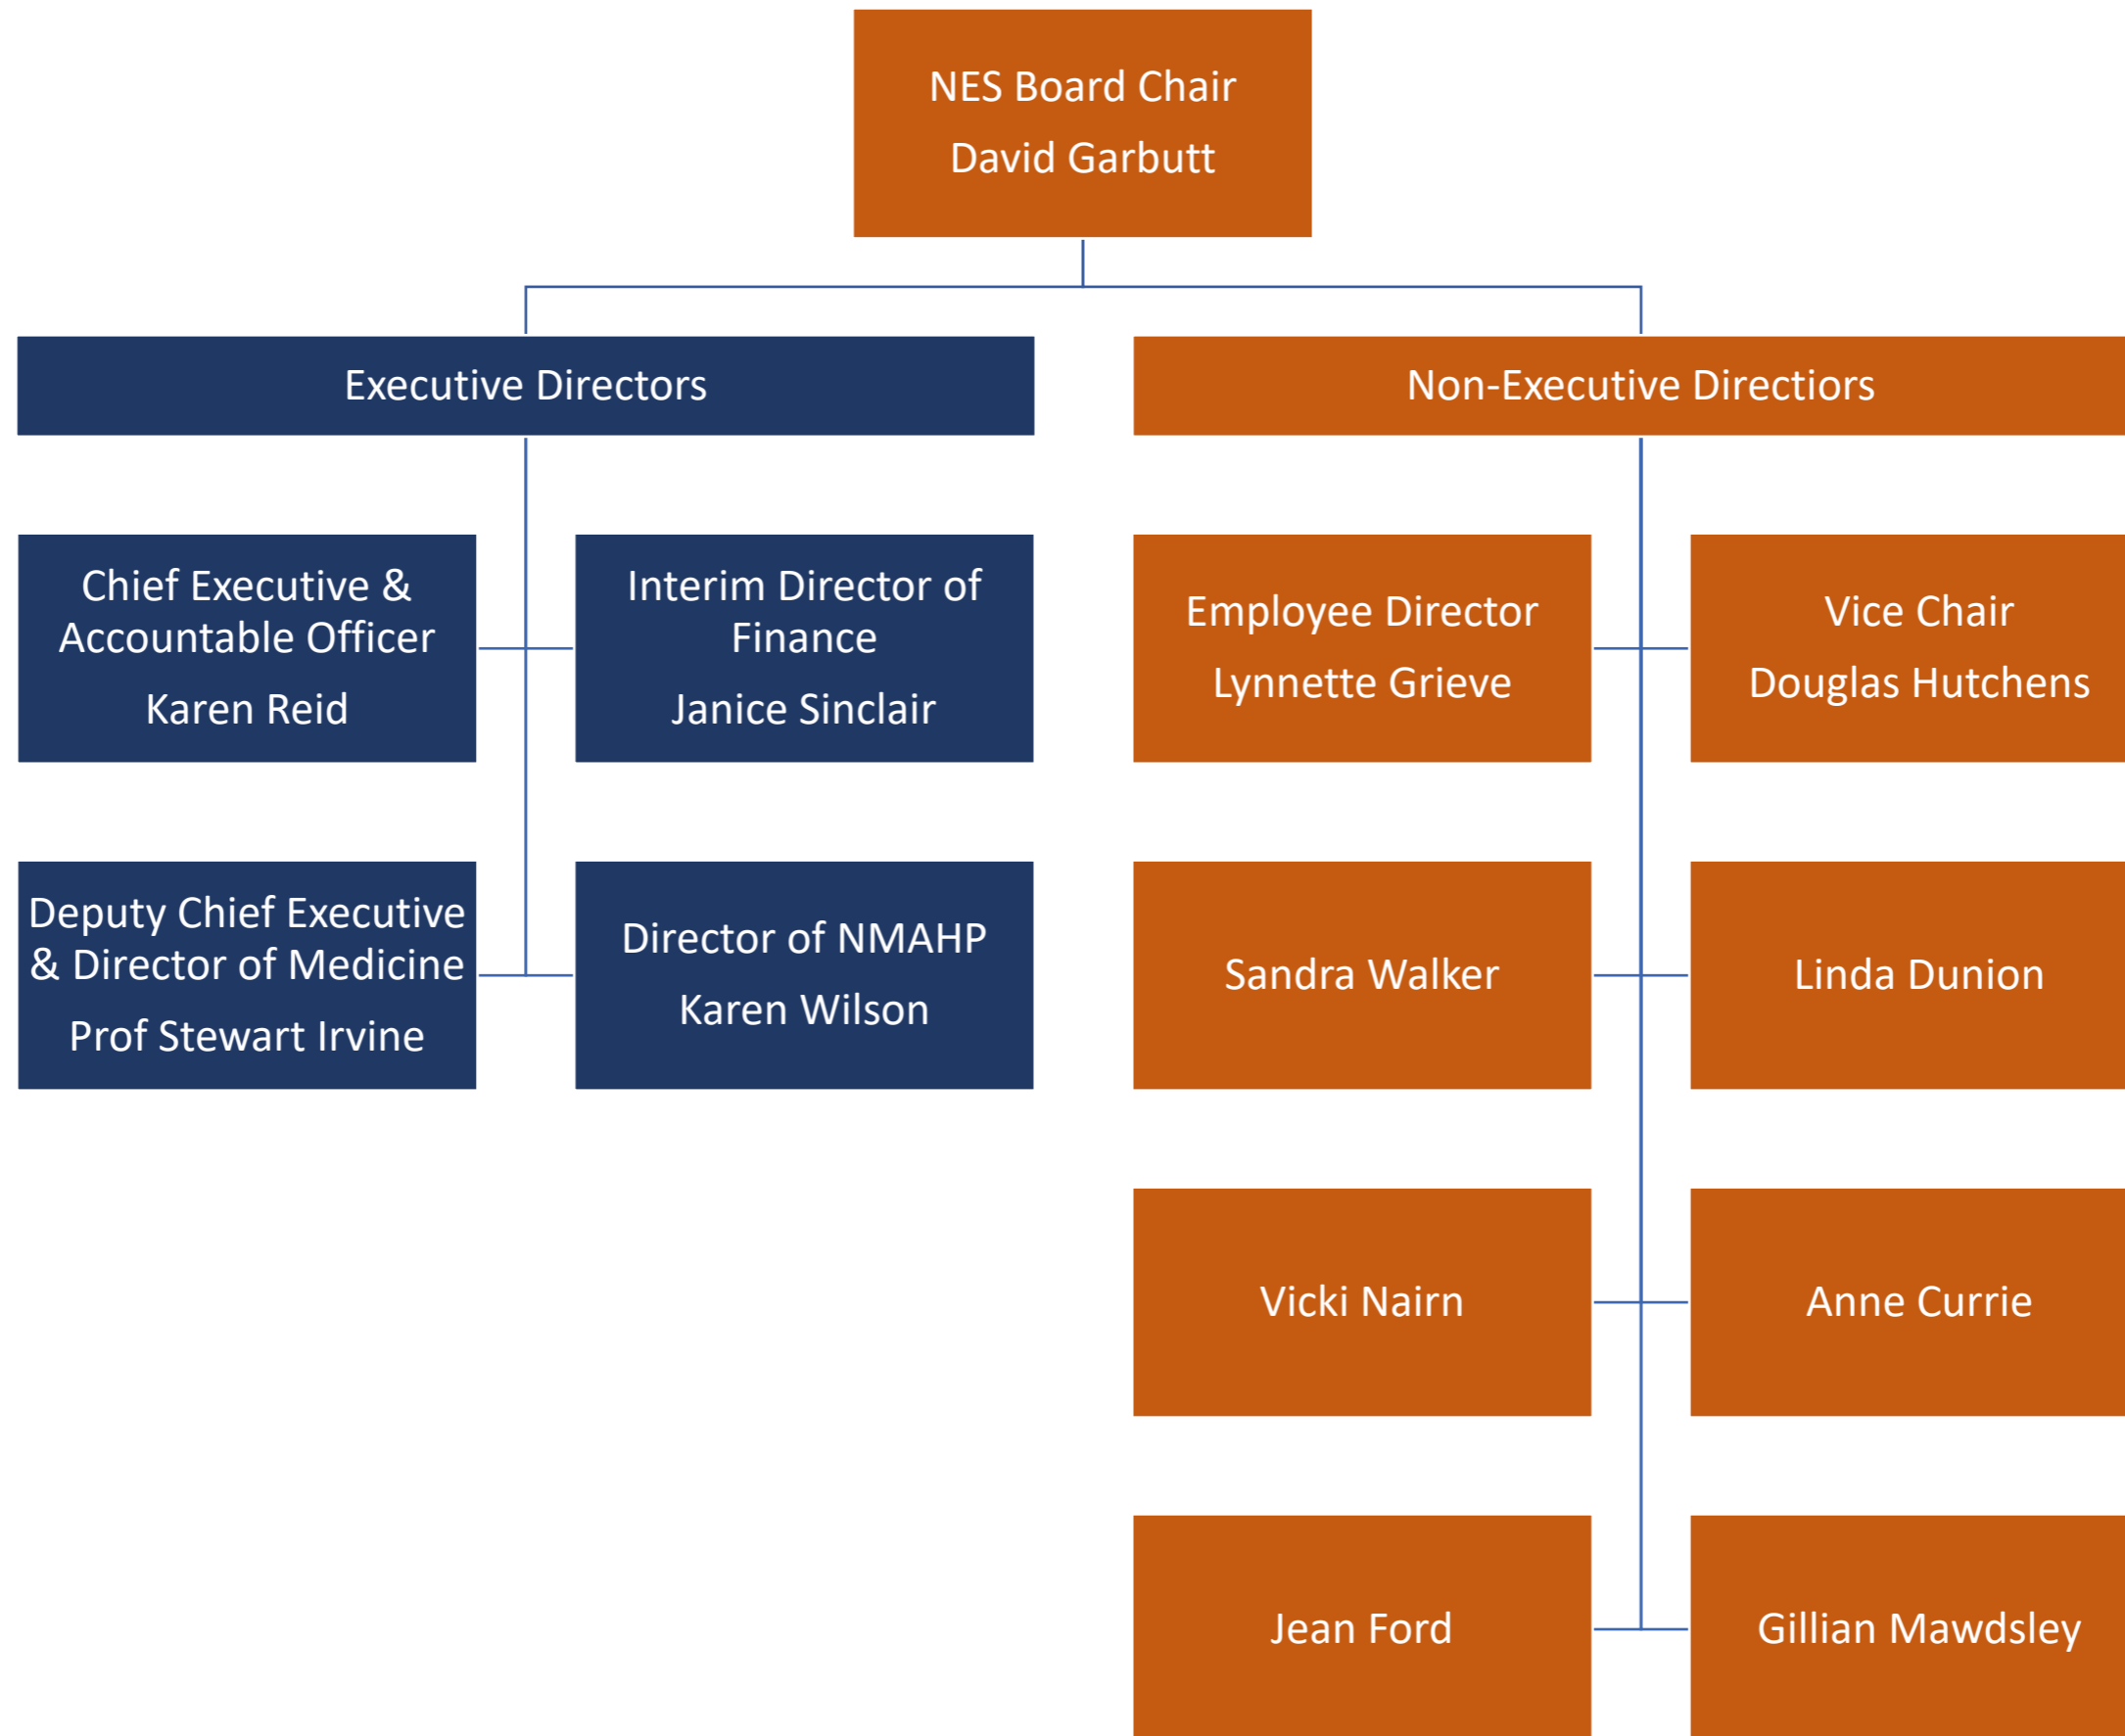 NES Board Chair
David Garbutt
Executive Directors
Non-Executive Directiors
Chief Executive &
Accountable Officer
Karen Reid
Interim Director of
Finance
Janice Sinclair
Employee Director
Lynnette Grieve
Vice Chair
Douglas Hutchens
Deputy Chief Executive
& Director of Medicine
Prof Stewart Irvine
Director of NMAHP
Karen Wilson
Sandra Walker
Linda Dunion
Vicki Nairn
Anne Currie
Jean Ford
Gillian Mawdsley